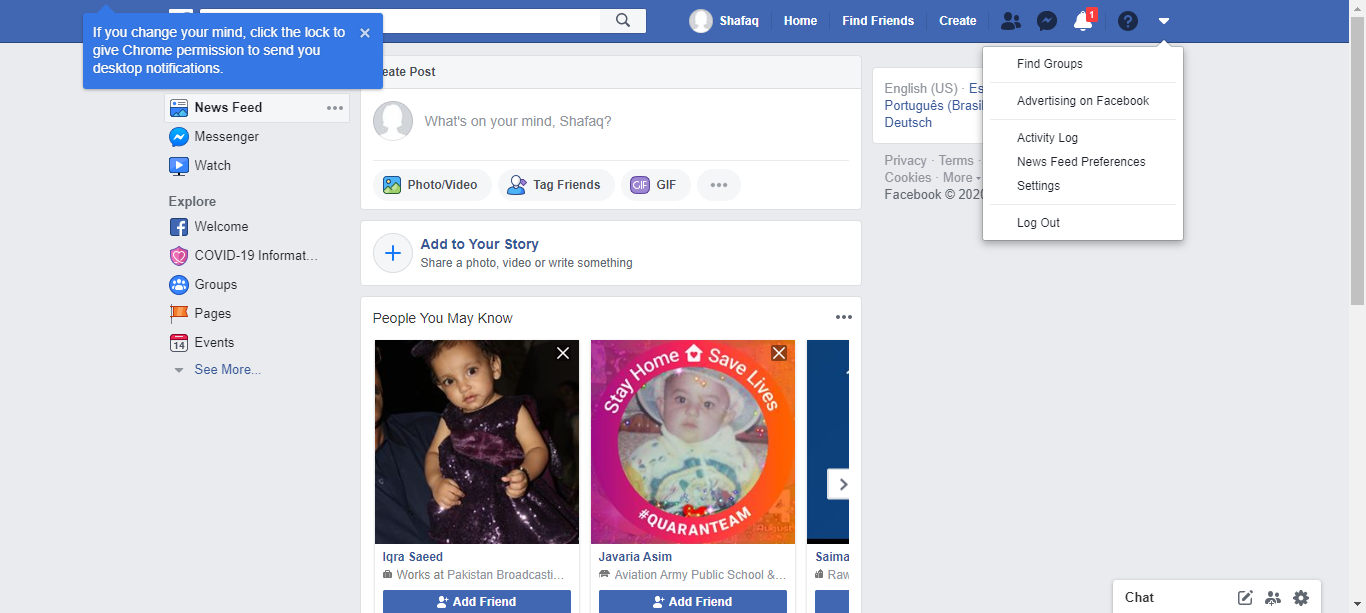 Shafaq
Home
Find Friends
Create
1
If you change your mind, click the lock to
give Chrome permission to send you
desktop notifications.
News Feed
Messenger
Watch
Explore
Welcome
COVID-19 Informat...
Groups
Pages
14
Events
See More...
eate Post
What's on your mind, Shafaq?
Photo/Video
Tag Friends
GIF
GIF
Add to Your Story
Share a photo, video or write something
People You May Know
Stay Home Save Lives
#QUARANTEAM
August
Iqra Saeed
Works at Pakistan Broadcasti...
Add Friend
Javaria Asim
Aviation Army Public School &...
Add Friend
Saima
Raw
English (US) · Es
Português (Brasil
Deutsch
Privacy · Terms ·
Cookies · More
Facebook © 2020
Find Groups
Advertising on Facebook
Activity Log
News Feed Preferences
Settings
Log Out
Chat